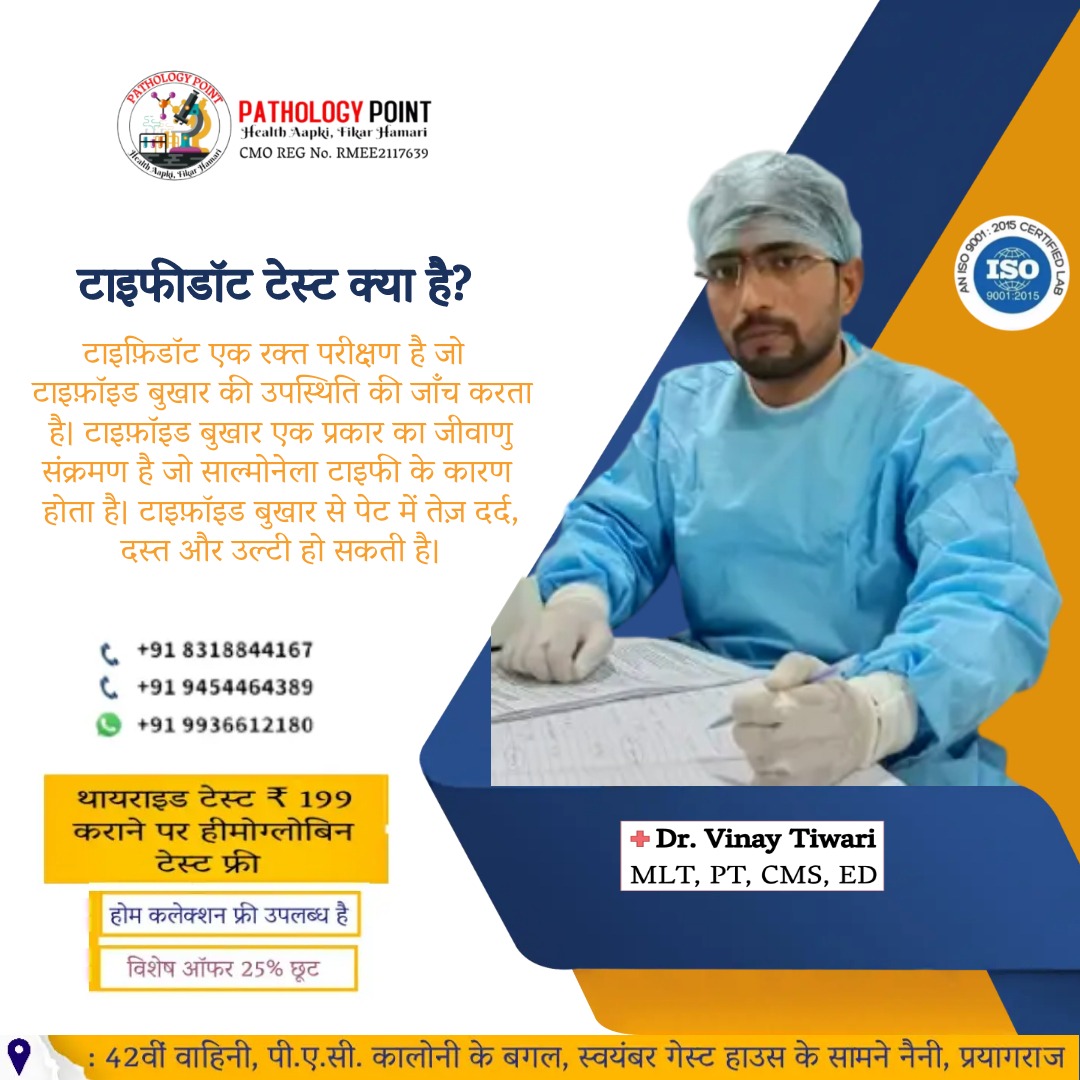 PATHOLOGY POINT
Health Aapki, Fikar Hamari
PATHOLOGY POINT
Health Aapki, Fikar Hamari
CMO REG No. RMEE2117639
AN ISO 9001: 2015 CERTIFIED LAB
ISO
9001:2015
टाइफीडॉट टेस्ट क्या है?
टाइफ़िडॉट एक रक्त परीक्षण है जो
टाइफ़ॉइड बुखार की उपस्थिति की जाँच करता
है। टाइफ़ॉइड बुखार एक प्रकार का जीवाणु
संक्रमण है जो साल्मोनेला टाइफी के कारण
होता है। टाइफ़ॉइड बुखार से पेट में तेज़ दर्द,
दस्त और उल्टी हो सकती है।
+91 8318844167
+91 9454464389
+91 9936612180
थायराइड टेस्ट ₹ 199
कराने पर हीमोग्लोबिन
टेस्ट फ्री
होम कलेक्शन फ्री उपलब्ध है
विशेष ऑफर 25% छूट
Dr. Vinay Tiwari
MLT, PT, CMS, ED
: 42वीं वाहिनी, पी.ए.सी. कालोनी के बगल, स्वयंबर गेस्ट हाउस के सामने नैनी, प्रयागराज